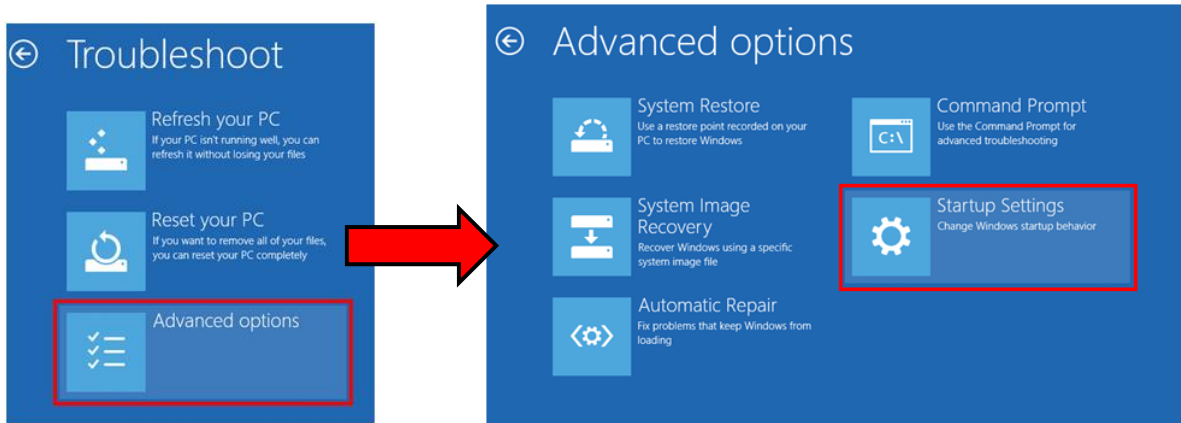 Troubleshoot
Refresh your PC
If your PC isn't running well, you can
refresh it without losing your files
Reset your PC
If you want to remove all of your files,
you can reset your PC completely
Advanced options
Advanced options
System Restore
Use a restore point recorded on your
PC to restore Windows
System Image
Recovery
Recover Windows using a specific
system image file
Automatic Repair
Fix problems that keep Windows from
loading
Command Prompt
Use the Command Prompt for
advanced troubleshooting
C:\
Startup Settings
Change Windows startup behavior